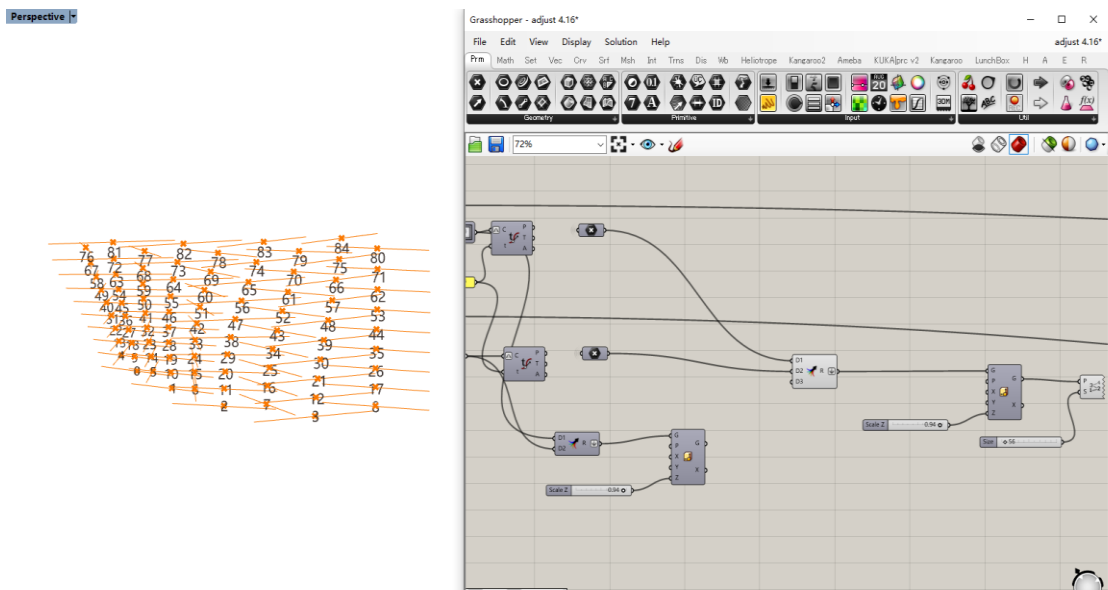 Perspective
Grasshopper - adjust 4.16*
File Edit View Display Solution Help
adjust 4.16*
Prm Math Set Vec Crv Srf Msh Int Trns Dis Wb Heliotrope Kangaroo2 Ameba KUKA|prc v2 Kangaroo LunchBox H A E R
Geometry
Primitive
Input
Util
72%
C P
T
t A
C P
T
t A
D1
D2 R
D3
G
P G
X
Y X
Z
Scale Z 0.94
P
S
Size 56
D1
D2 R
G
P G
X
Y X
Z
Scale Z 0.94
84
81 82 83 80
76 77 78 79
67 72 73 74 75 71
58 63 68 69 70
49 54 59 64 65 66 62
40 45 50 55 60 61 57 53
51 56 52 48 44
41 46 42 47 43 39 35
22 27 32 37 33 38 34 30 26
13 18 23 28 24 29 25 21 17
4 9 14 19 15 20 16 12 8
0 5 10 11 7 3
2